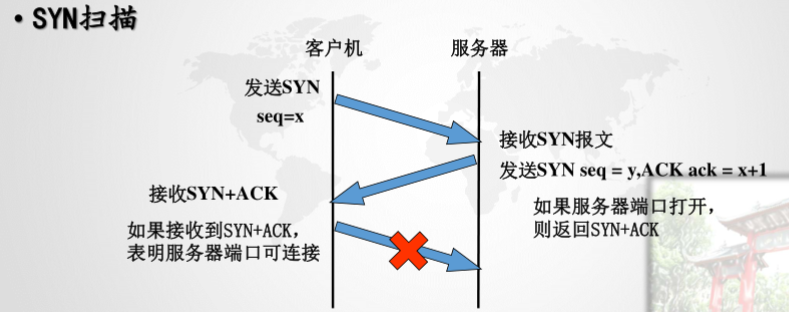 • SYN扫描
客户机
服务器
发送SYN
seq=x
接收SYN报文
发送SYN seq = y,ACK ack = x+1
接收SYN+ACK
如果服务器端口打开，
则返回SYN+ACK
如果接收到SYN+ACK，
表明服务器端口可连接